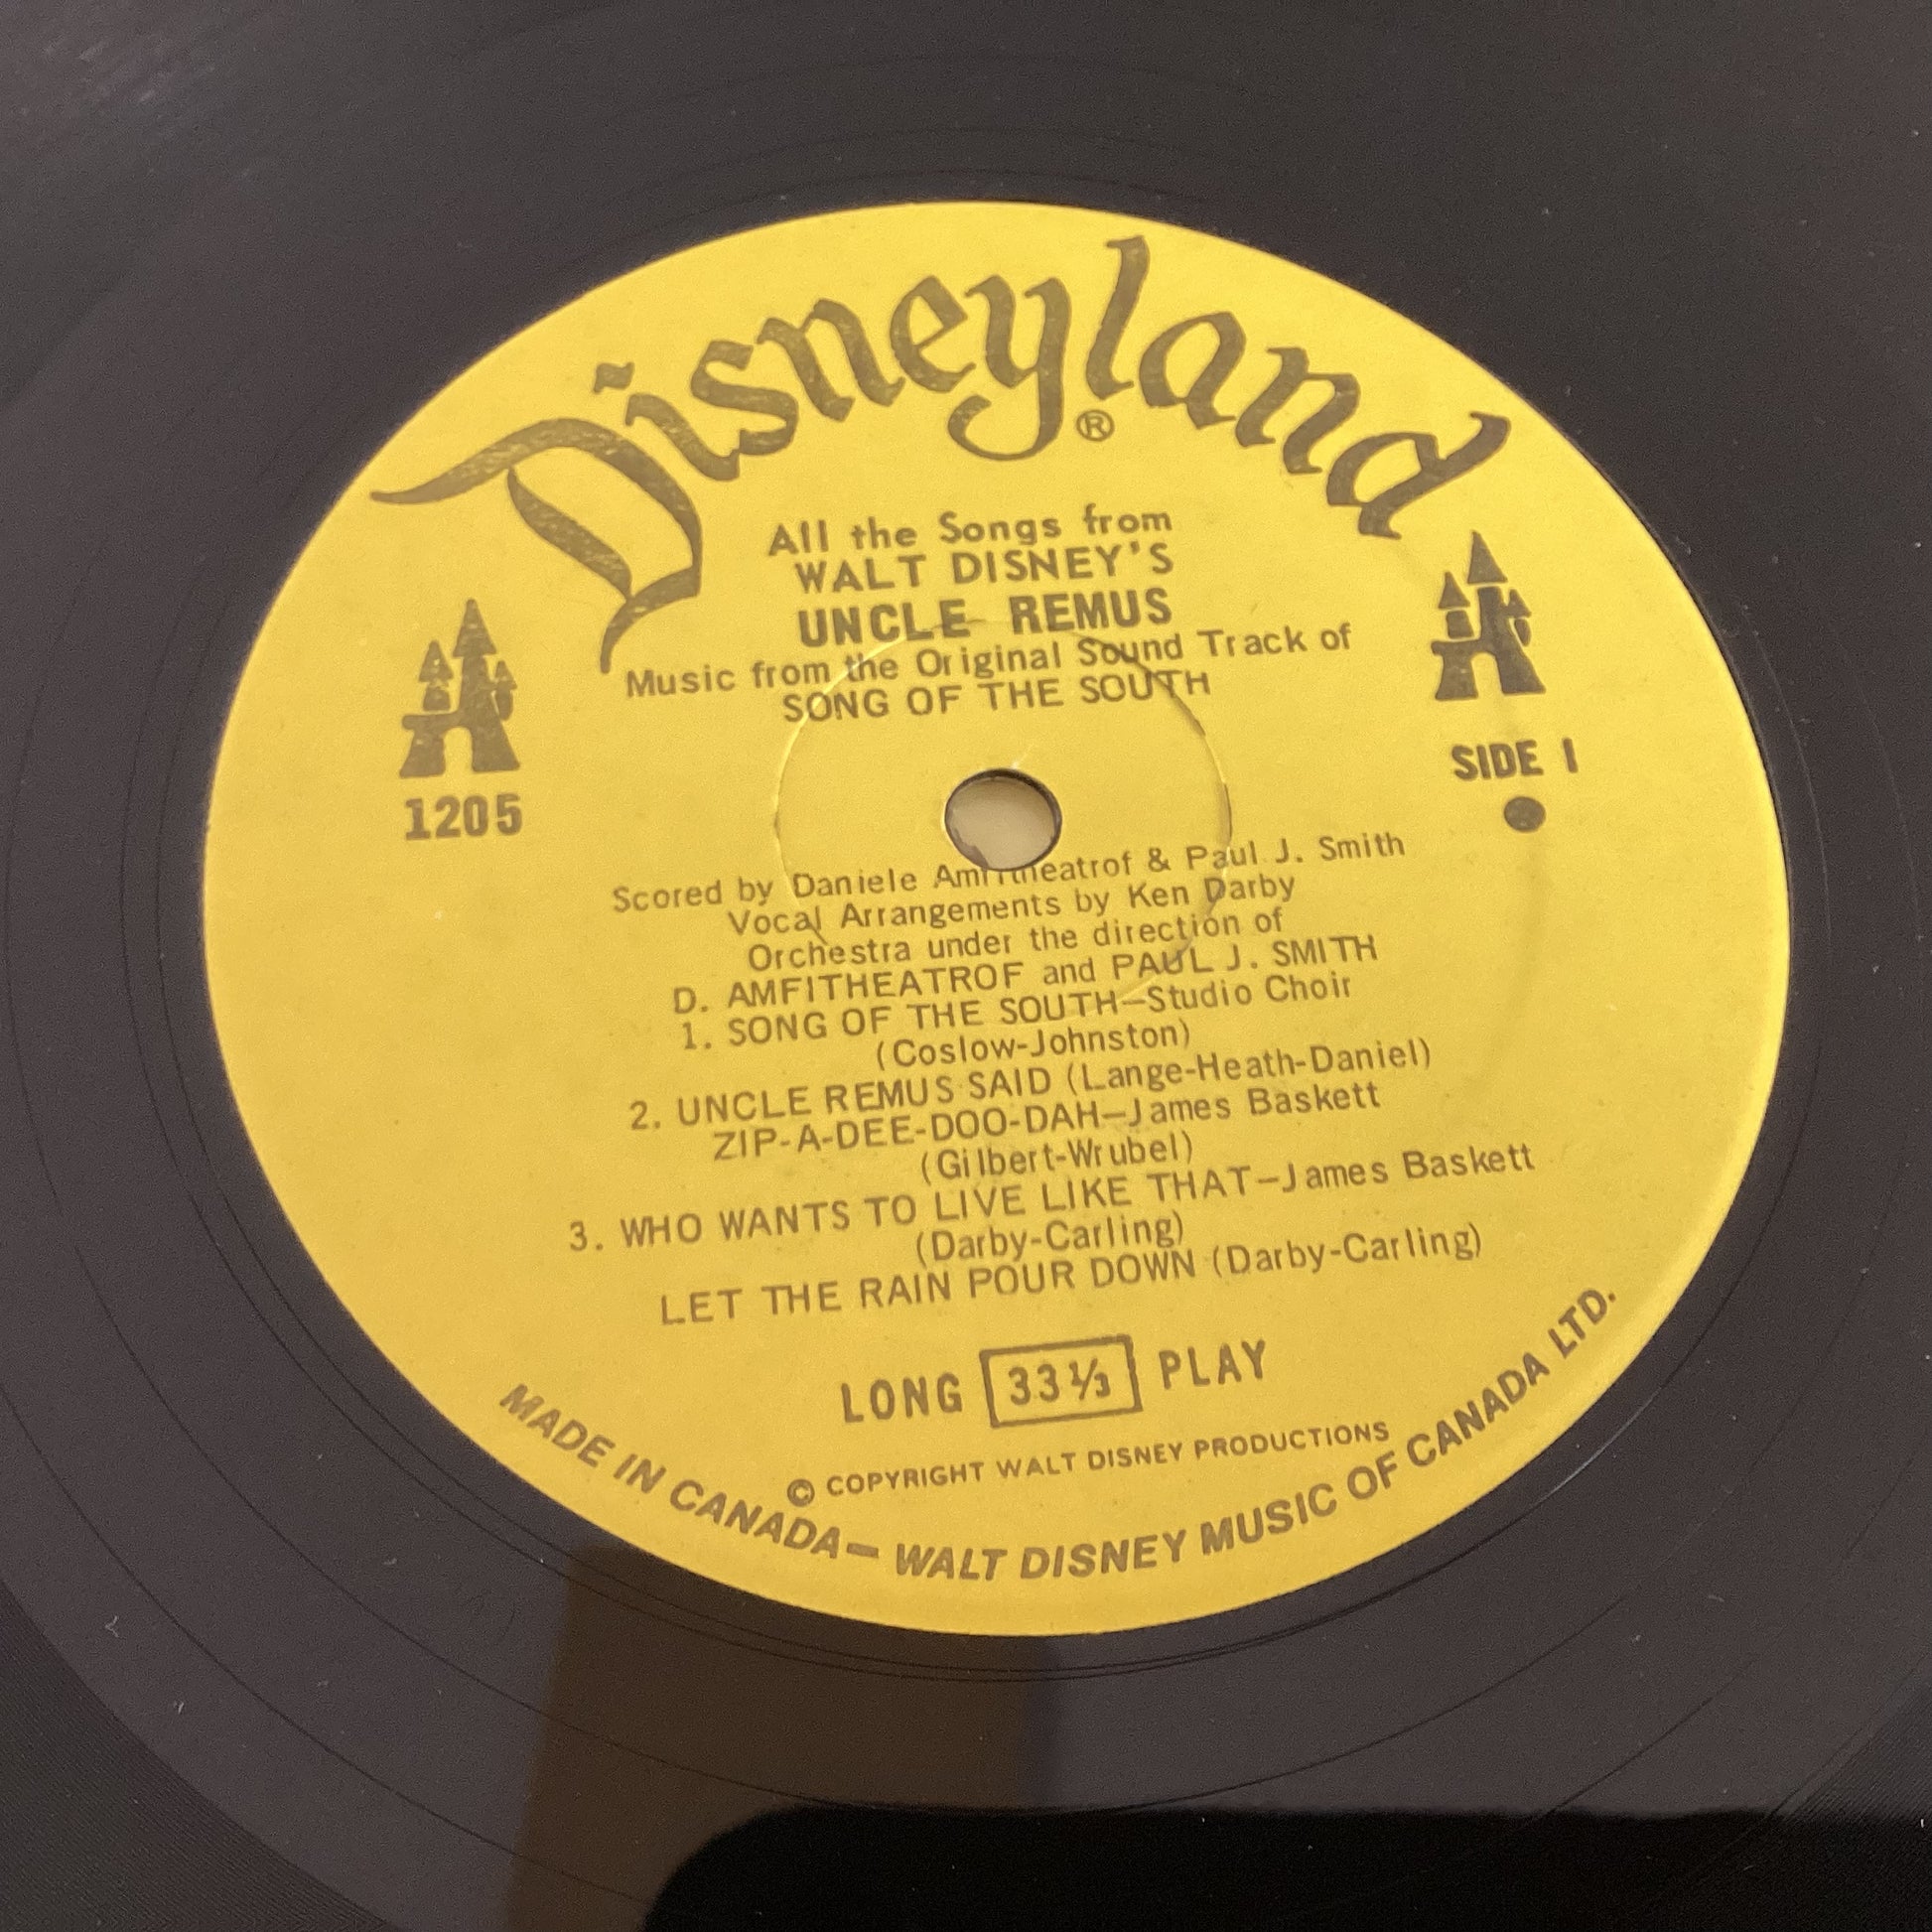 Disneyland®
All the Songs from
WALT DISNEY'S
UNCLE REMUS
Music from the Original Sound Track of
SONG OF THE SOUTH
1205
SIDE 1
Scored by Daniele Amfitheatrof & Paul J. Smith
Vocal Arrangements by Ken Darby
Orchestra under the direction of
D. AMFITHEATROF and PAUL J. SMITH
1. SONG OF THE SOUTH—Studio Choir
(Coslow-Johnston)
2. UNCLE REMUS SAID (Lange-Heath-Daniel)
ZIP-A-DEE-DOO-DAH—James Baskett
(Gilbert-Wrubel)
3. WHO WANTS TO LIVE LIKE THAT—James Baskett
(Darby-Carling)
LET THE RAIN POUR DOWN (Darby-Carling)
LONG 33⅓ PLAY
© COPYRIGHT WALT DISNEY PRODUCTIONS
MADE IN CANADA— WALT DISNEY MUSIC OF CANADA LTD.